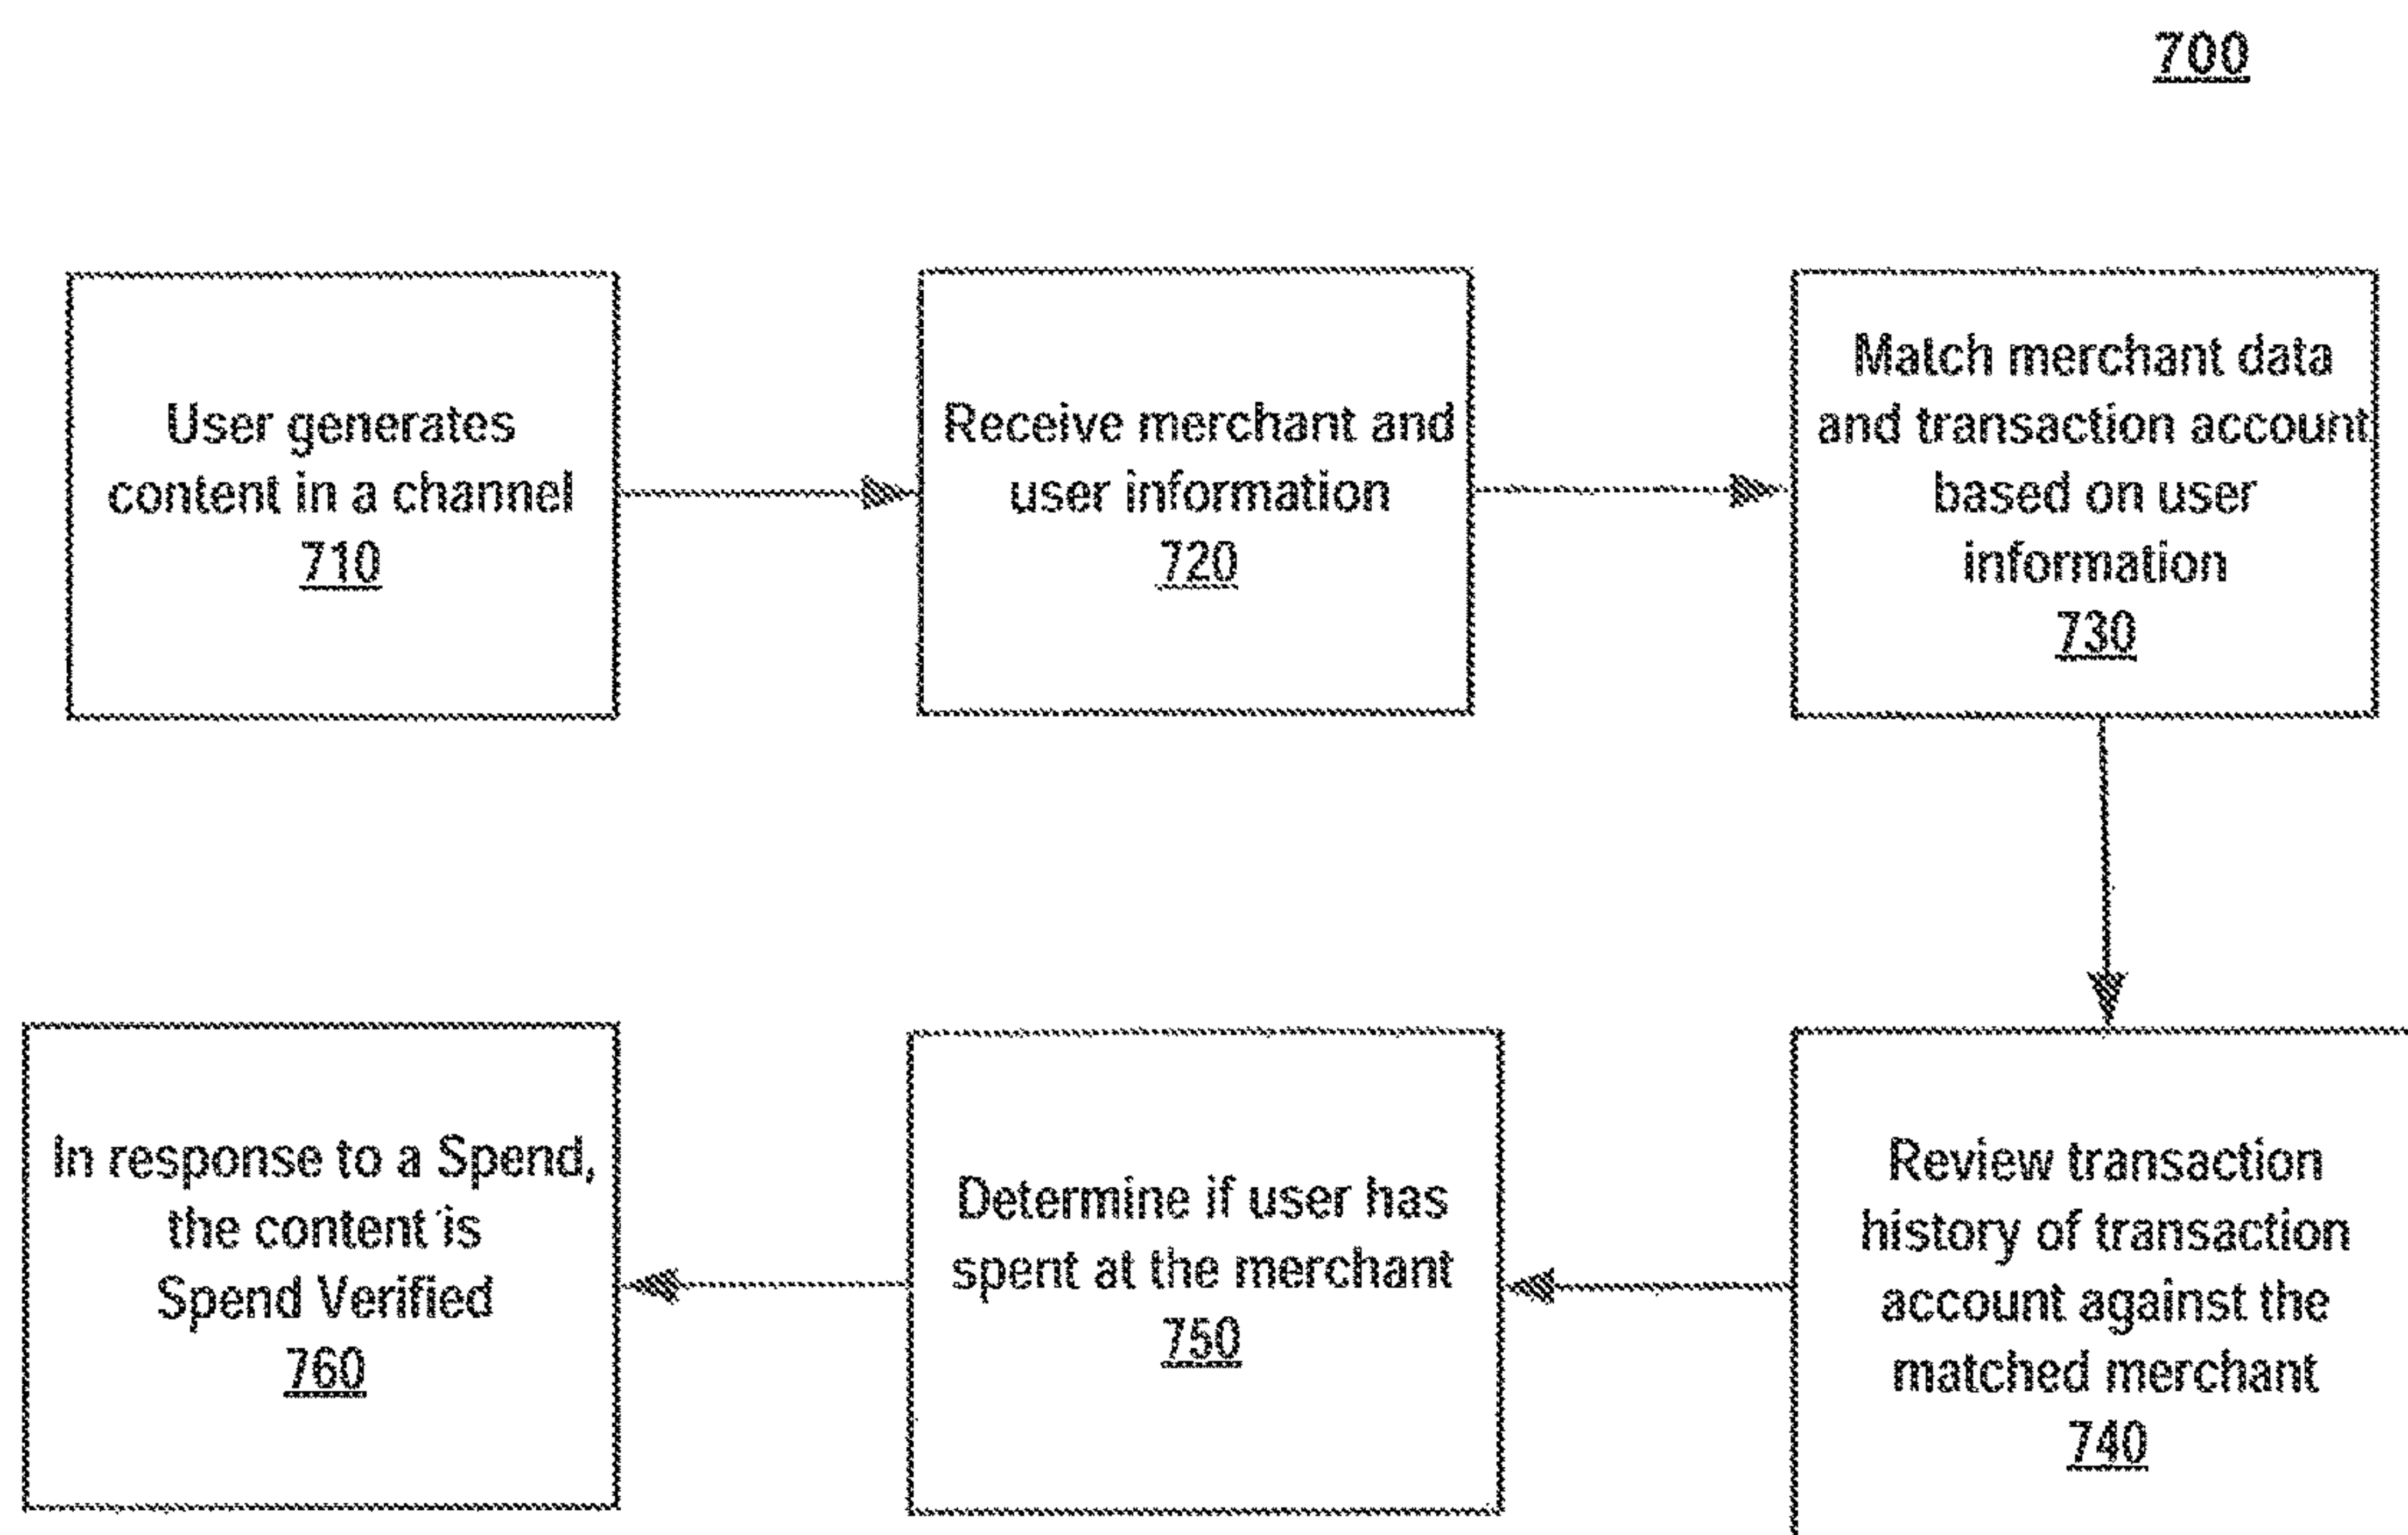 700
User generates
content in a channel
710
Receive merchant and
user information
720
Match merchant data
and transaction account
based on user
information
730
In response to a Spend,
the content is
Spend Verified
760
Determine if user has
spent at the merchant
750
Review transaction
history of transaction
account against the
matched merchant
740